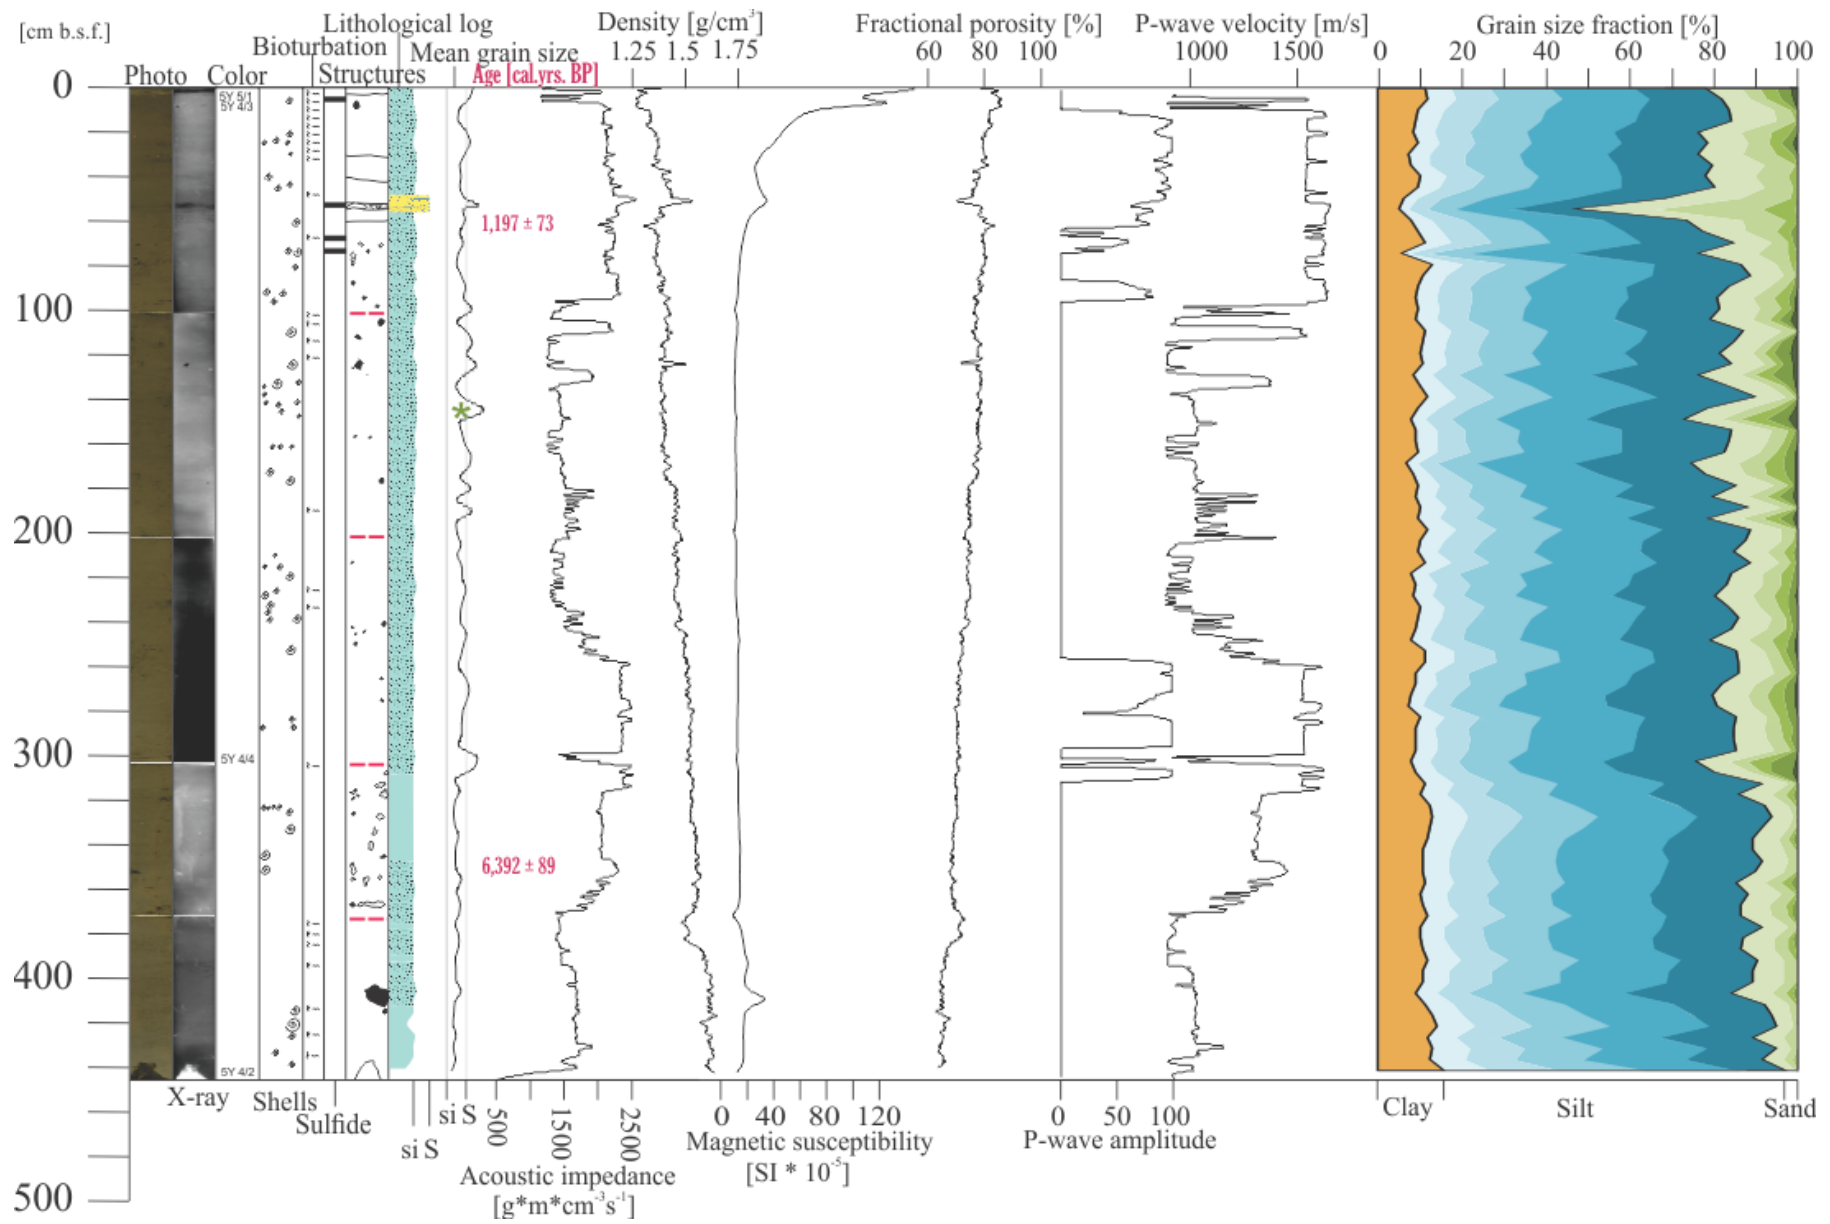 [cm b.s.f.]
Lithological log
Density [g/cm³]
Fractional porosity [%]
P-wave velocity [m/s]
Grain size fraction [%]
Bioturbation
Mean grain size
1.25 1.5 1.75
60 80 100
1000 1500
0 20 40 60 80 100
Photo Color
Structures
Age [cal.yrs. BP]
0
5Y 5/1
5Y 4/3
1,197 ± 73
100
*
200
300
5Y 4/4
6,392 ± 89
400
5Y 4/2
500
X-ray
Shells
Sulfide
si S
si S
500 1500 2500
Acoustic impedance
[g*m*cm⁻³s⁻¹]
0 40 80 120
Magnetic susceptibility
[SI * 10⁻⁵]
0 50 100
P-wave amplitude
Clay
Silt
Sand